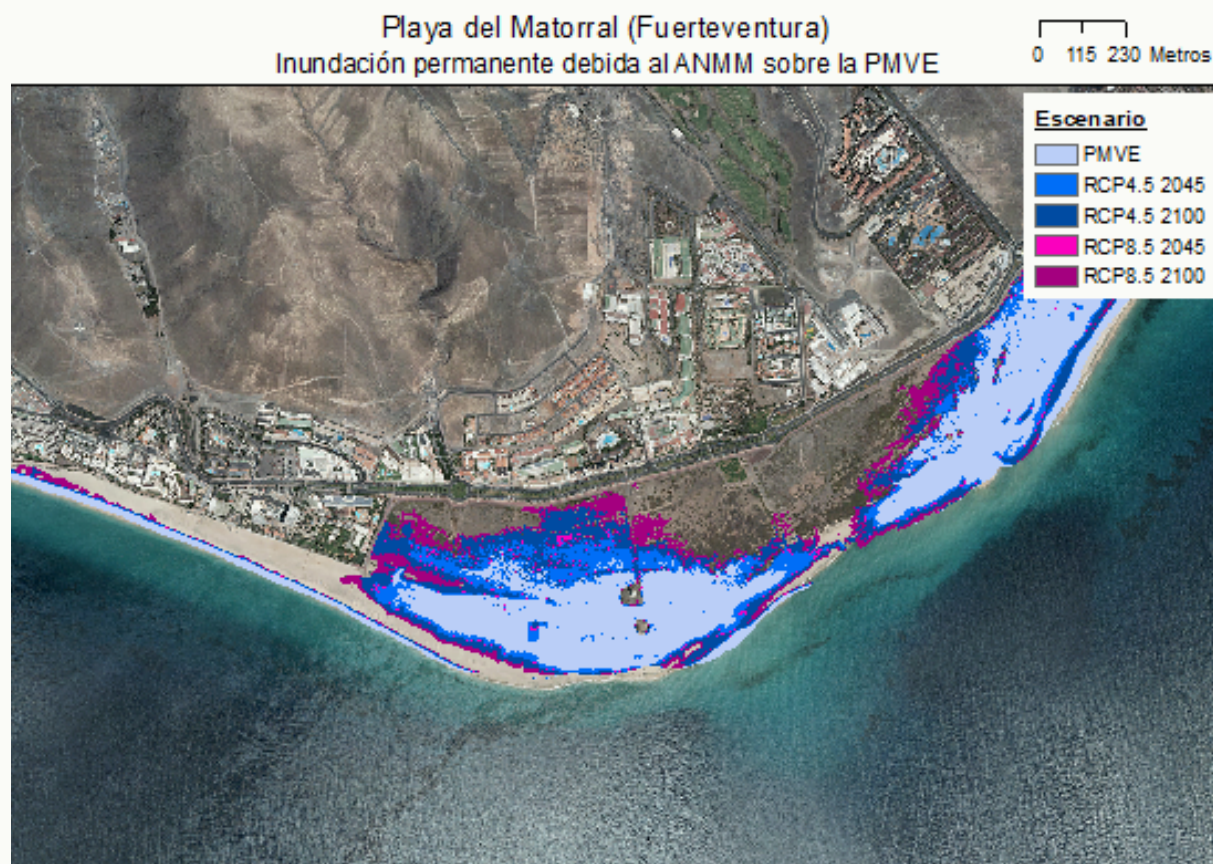 Playa del Matorral (Fuerteventura)
Inundación permanente debida al ANMM sobre la PMVE
0 115 230 Metros
Escenario
PMVE
RCP4.5 2045
RCP4.5 2100
RCP8.5 2045
RCP8.5 2100